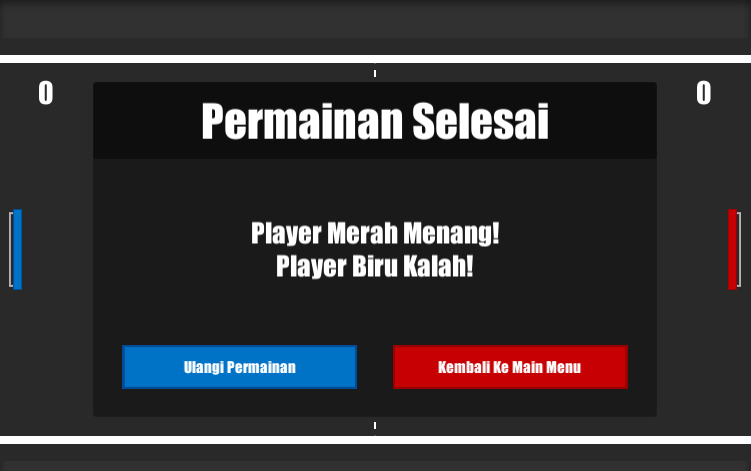 0
0
Permainan Selesai
Player Merah Menang!
Player Biru Kalah!
Ulangi Permainan
Kembali Ke Main Menu